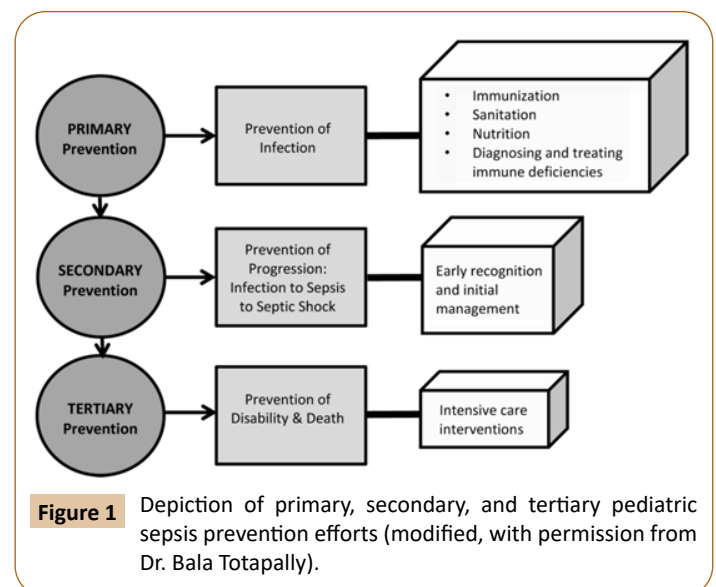 PRIMARY
Prevention
Prevention of
Infection
• Immunization
• Sanitation
• Nutrition
• Diagnosing and treating
immune deficiencies
SECONDARY
Prevention
Prevention of
Progression:
Infection to Sepsis
to Septic Shock
Early recognition
and initial
management
TERTIARY
Prevention
Prevention of
Disability & Death
Intensive care
interventions
Figure 1 Depiction of primary, secondary, and tertiary pediatric
sepsis prevention efforts (modified, with permission from
Dr. Bala Totapally).